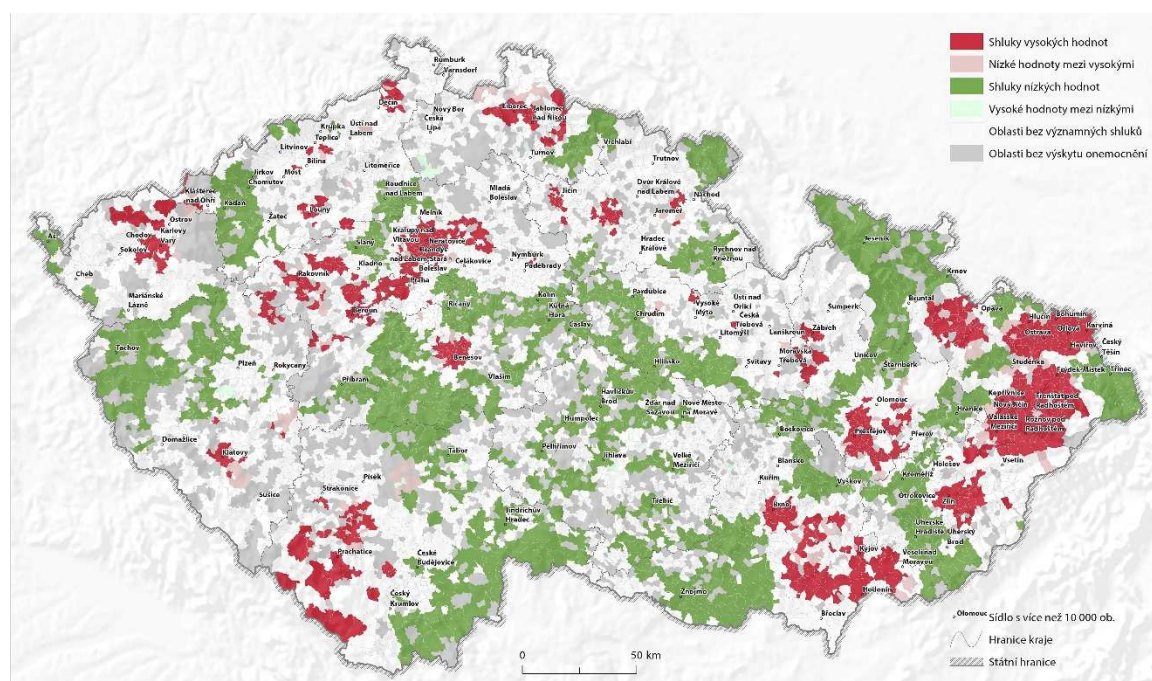 Shluky vysokých hodnot
Nízké hodnoty mezi vysokými
Shluky nízkých hodnot
Vysoké hodnoty mezi nízkými
Oblasti bez významných shluků
Oblasti bez výskytu onemocnění
Rumburk
Varnsdorf
Děčín
Nový Bor
Česká
Lípa
Liberec
Jablonec
nad Nisou
Krupka
Teplice
Ústí nad
Labem
Litvínov
Bílina
Most
Litoměřice
Turnov
Vrchlabí
Trutnov
Jirkov
Chomutov
Klášterec
nad Ohří
Kadaň
Roudnice
nad Labem
Mladá
Boleslav
Jičín
Dvůr Králové
nad Labem
Náchod
Jaroměř
Ostrov
Karlovy
Vary
Chodov
Sokolov
Žatec
Louny
Mělník
Aš
Cheb
Slaný
Kralupy nad
Vltavou
Neratovice
Brandýs
nad Labem-Stará
Boleslav
Čelákovice
Nymburk
Poděbrady
Hradec
Králové
Rychnov nad
Kněžnou
Jeseník
Krnov
Mariánské
Lázně
Rakovník
Kladno
Praha
Říčany
Kolín
Kutná
Hora
Čáslav
Pardubice
Chrudim
Vysoké
Mýto
Ústí nad
Orlicí
Česká
Třebová
Litomyšl
Lanškroun
Šumperk
Zábřeh
Bruntál
Opava
Hlučín
Bohumín
Ostrava
Orlová
Karviná
Havířov
Český
Těšín
Beroun
Tachov
Plzeň
Rokycany
Příbram
Benešov
Vlašim
Hlinsko
Svitavy
Moravská
Třebová
Uničov
Šternberk
Studénka
Frýdek-Místek
Třinec
Havlíčkův
Brod
Žďár nad
Sázavou
Nové Město
na Moravě
Olomouc
Kopřivnice
Nový Jičín
Frenštát pod
Radhoštěm
Valašské
Meziříčí
Rožnov pod
Radhoštěm
Hranice
Humpolec
Boskovice
Prostějov
Přerov
Domažlice
Klatovy
Tábor
Pelhřimov
Jihlava
Velké
Meziříčí
Blansko
Vyškov
Kroměříž
Holešov
Vsetín
Sušice
Písek
Strakonice
Kuřim
Otrokovice
Zlín
Jindřichův
Hradec
Třebíč
Brno
Uherské
Hradiště
Uherský
Brod
Prachatice
České
Budějovice
Kyjov
Veselí nad
Moravou
Český
Krumlov
Znojmo
Hodonín
Břeclav
Olomouc Sídlo s více než 10 000 ob.
Hranice kraje
Státní hranice
0 50 km